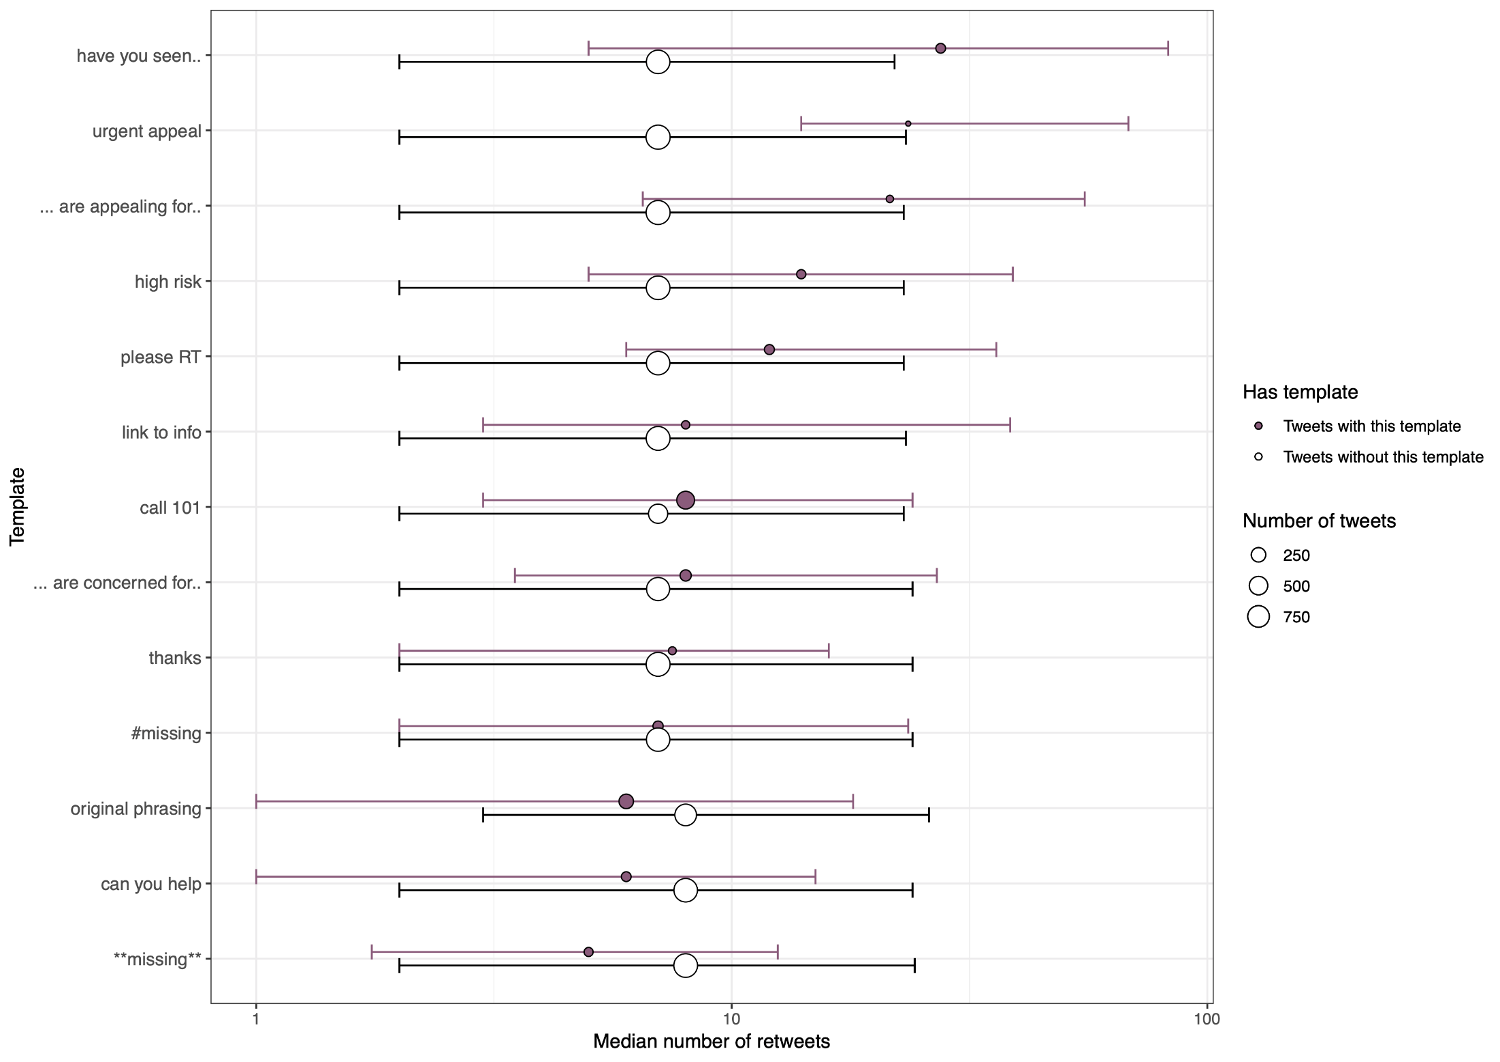 have you seen..
urgent appeal
... are appealing for..
high risk
please RT
link to info
call 101
... are concerned for..
thanks
#missing
original phrasing
can you help
**missing**
Template
1
10
100
Median number of retweets
Has template
Tweets with this template
Tweets without this template
Number of tweets
250
500
750